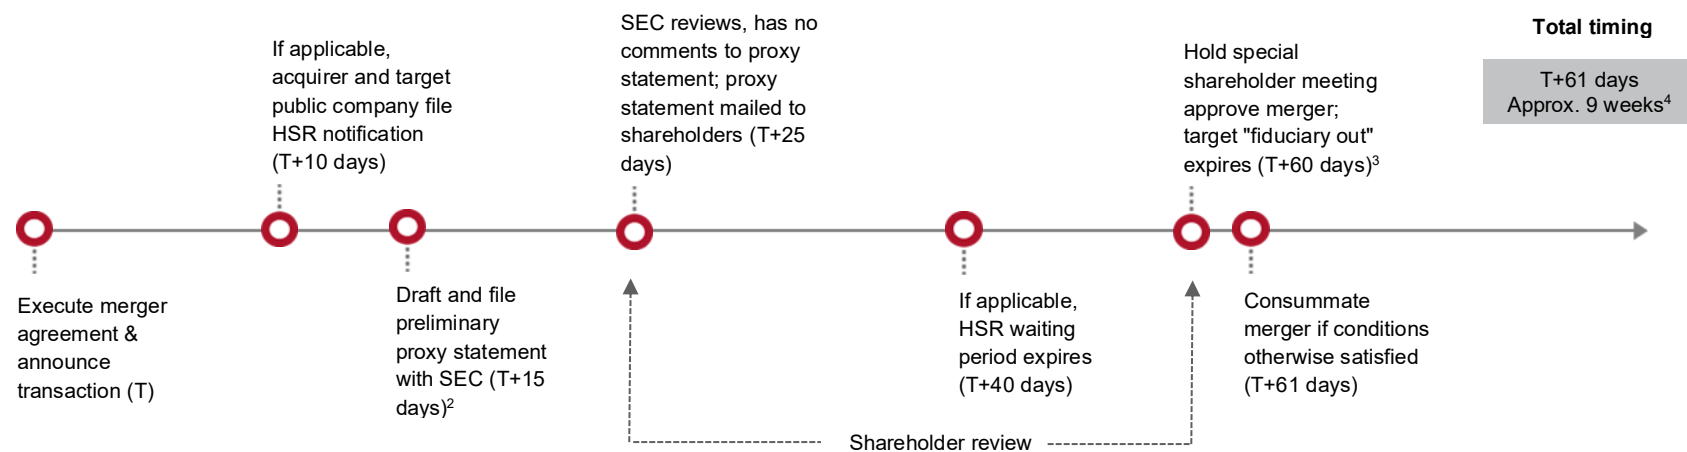 Execute merger
agreement &
announce
transaction (T)
If applicable,
acquirer and target
public company file
HSR notification
(T+10 days)
Draft and file
preliminary
proxy statement
with SEC (T+15
days)2
SEC reviews, has no
comments to proxy
statement; proxy
statement mailed to
shareholders (T+25
days)
If applicable,
HSR waiting
period expires
(T+40 days)
Hold special
shareholder meeting
approve merger;
target "fiduciary out"
expires (T+60 days)3
Consummate
merger if conditions
otherwise satisfied
(T+61 days)
Shareholder review
Total timing
T+61 days
Approx. 9 weeks4